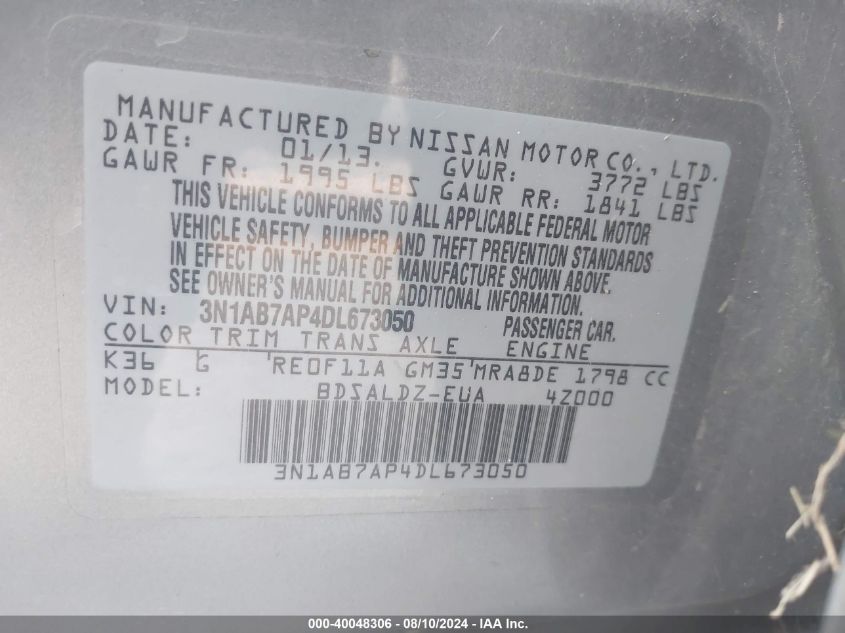 MANUFACTURED BY NISSAN MOTOR CO., LTD.
DATE: 01/13. GVWR: 3772 LBS
GAWR FR: 1995 LBS GAWR RR: 1841 LBS
THIS VEHICLE CONFORMS TO ALL APPLICABLE FEDERAL MOTOR
VEHICLE SAFETY, BUMPER AND THEFT PREVENTION STANDARDS
IN EFFECT ON THE DATE OF MANUFACTURE SHOWN ABOVE.
SEE OWNER'S MANUAL FOR ADDITIONAL INFORMATION.
VIN: 3N1AB7AP4DL673050 PASSENGER CAR.
COLOR TRIM TRANS AXLE ENGINE
K36 G RE0F11A GM35 MRA8DE 1798 CC
MODEL: BDSALDZ-EUA 4Z000
3N1AB7AP4DL673050
000-40048306 - 08/10/2024 - IAA Inc.